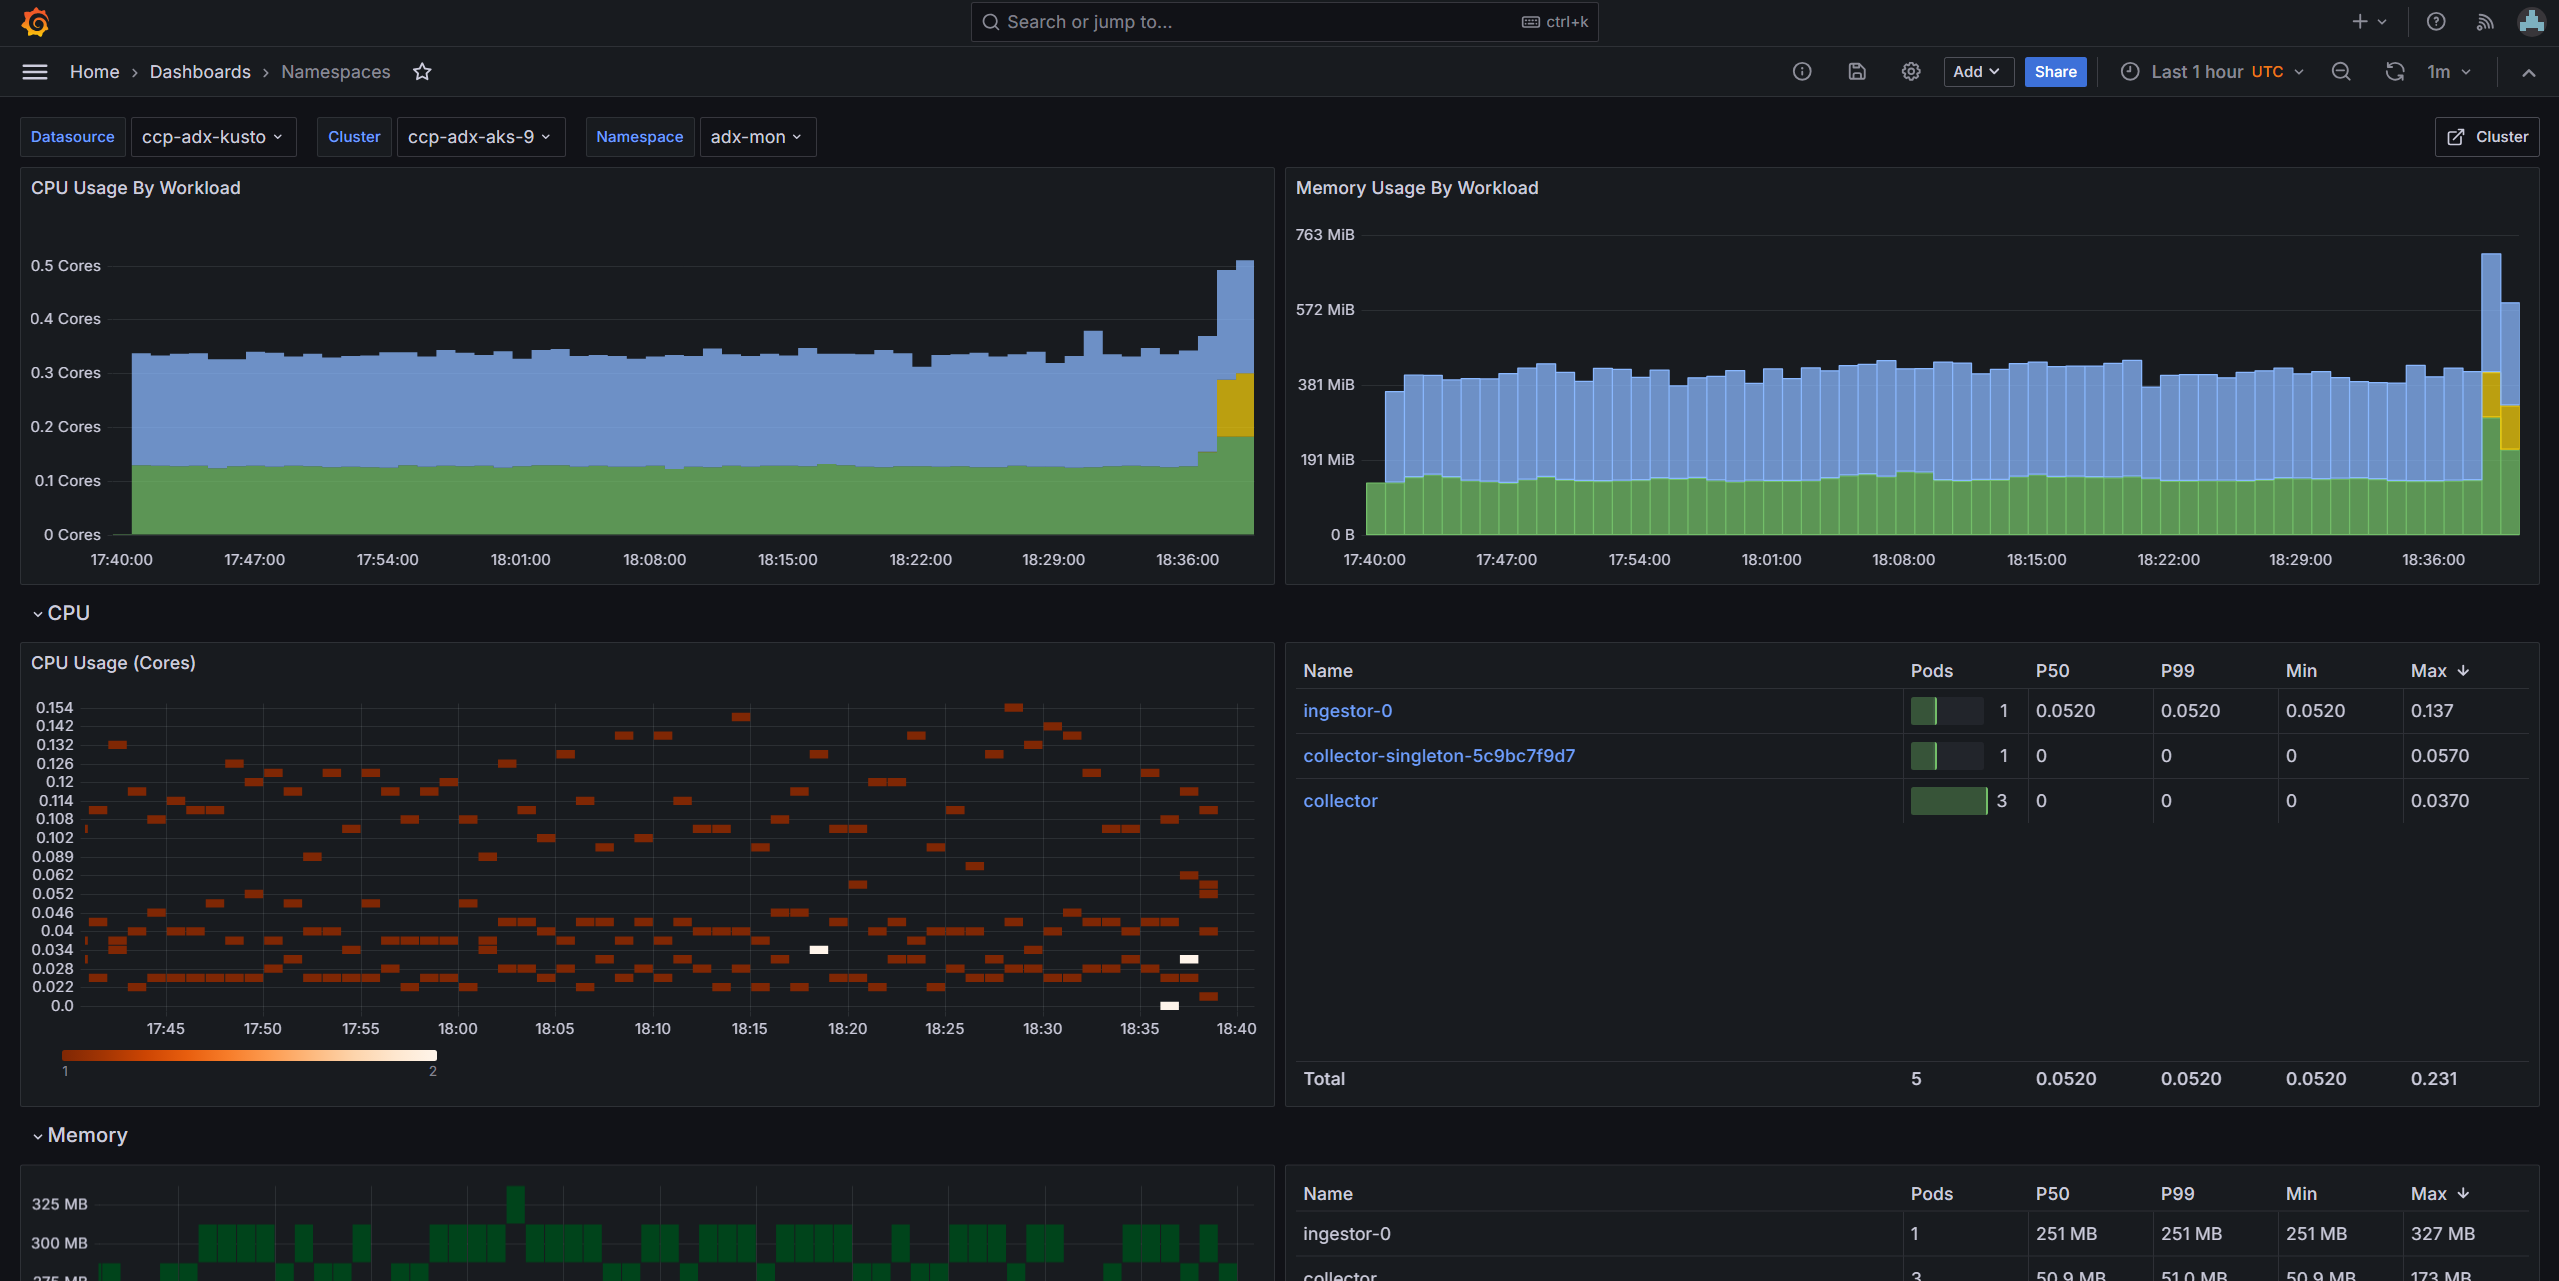 Search or jump to...
ctrl+k
Home › Dashboards › Namespaces
Add
Share
Last 1 hour UTC
1m
Datasource
ccp-adx-kusto
Cluster
ccp-adx-aks-9
Namespace
adx-mon
Cluster
CPU Usage By Workload
0.5 Cores
0.4 Cores
0.3 Cores
0.2 Cores
0.1 Cores
0 Cores
17:40:00 17:47:00 17:54:00 18:01:00 18:08:00 18:15:00 18:22:00 18:29:00 18:36:00
Memory Usage By Workload
763 MiB
572 MiB
381 MiB
191 MiB
0 B
17:40:00 17:47:00 17:54:00 18:01:00 18:08:00 18:15:00 18:22:00 18:29:00 18:36:00
CPU
CPU Usage (Cores)
0.154
0.142
0.132
0.126
0.12
0.114
0.108
0.102
0.089
0.062
0.052
0.046
0.04
0.034
0.028
0.022
0.0
17:45 17:50 17:55 18:00 18:05 18:10 18:15 18:20 18:25 18:30 18:35 18:40
1 2
Name Pods P50 P99 Min Max
ingestor-0 1 0.0520 0.0520 0.0520 0.137
collector-singleton-5c9bc7f9d7 1 0 0 0 0.0570
collector 3 0 0 0 0.0370
Total 5 0.0520 0.0520 0.0520 0.231
Memory
325 MB
300 MB
275 MB
Name Pods P50 P99 Min Max
ingestor-0 1 251 MB 251 MB 251 MB 327 MB
collector 3 50.9 MB 51.0 MB 50.9 MB 173 MB